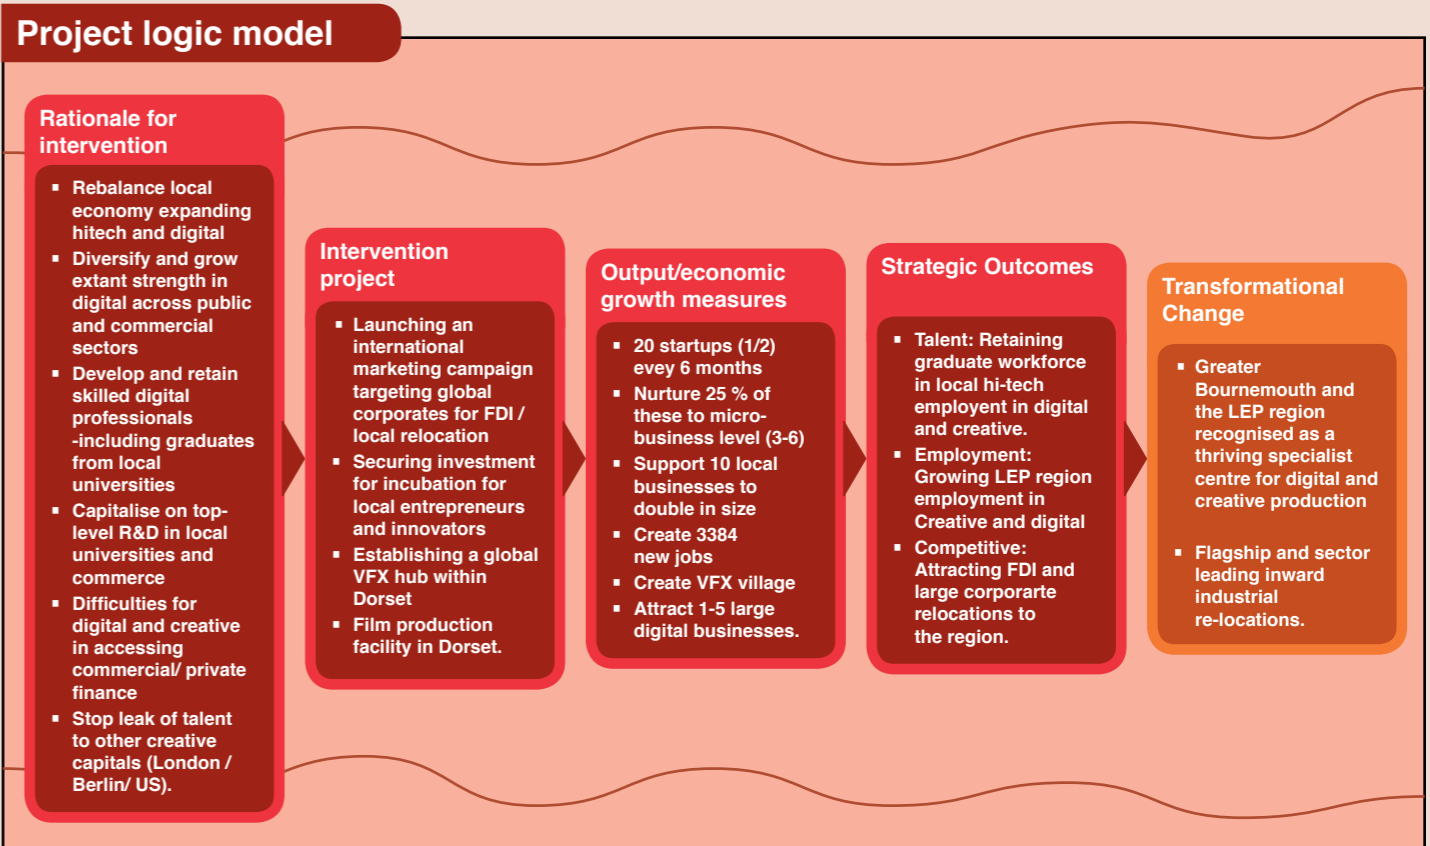 Project logic model
Rationale for
intervention
▪ Rebalance local
economy expanding
hitech and digital
▪ Diversify and grow
extant strength in
digital across public
and commercial
sectors
▪ Develop and retain
skilled digital
professionals
-including graduates
from local
universities
▪ Capitalise on top-
level R&D in local
universities and
commerce
▪ Difficulties for
digital and creative
in accessing
commercial/ private
finance
▪ Stop leak of talent
to other creative
capitals (London /
Berlin/ US).
Intervention
project
▪ Launching an
international
marketing campaign
targeting global
corporates for FDI /
local relocation
▪ Securing investment
for incubation for
local entrepreneurs
and innovators
▪ Establishing a global
VFX hub within
Dorset
▪ Film production
facility in Dorset.
Output/economic
growth measures
▪ 20 startups (1/2)
evey 6 months
▪ Nurture 25 % of
these to micro-
business level (3-6)
▪ Support 10 local
businesses to
double in size
▪ Create 3384
new jobs
▪ Create VFX village
▪ Attract 1-5 large
digital businesses.
Strategic Outcomes
▪ Talent: Retaining
graduate workforce
in local hi-tech
employent in digital
and creative.
▪ Employment:
Growing LEP region
employment in
Creative and digital
▪ Competitive:
Attracting FDI and
large corporarte
relocations to
the region.
Transformational
Change
▪ Greater
Bournemouth and
the LEP region
recognised as a
thriving specialist
centre for digital and
creative production
▪ Flagship and sector
leading inward
industrial
re-locations.